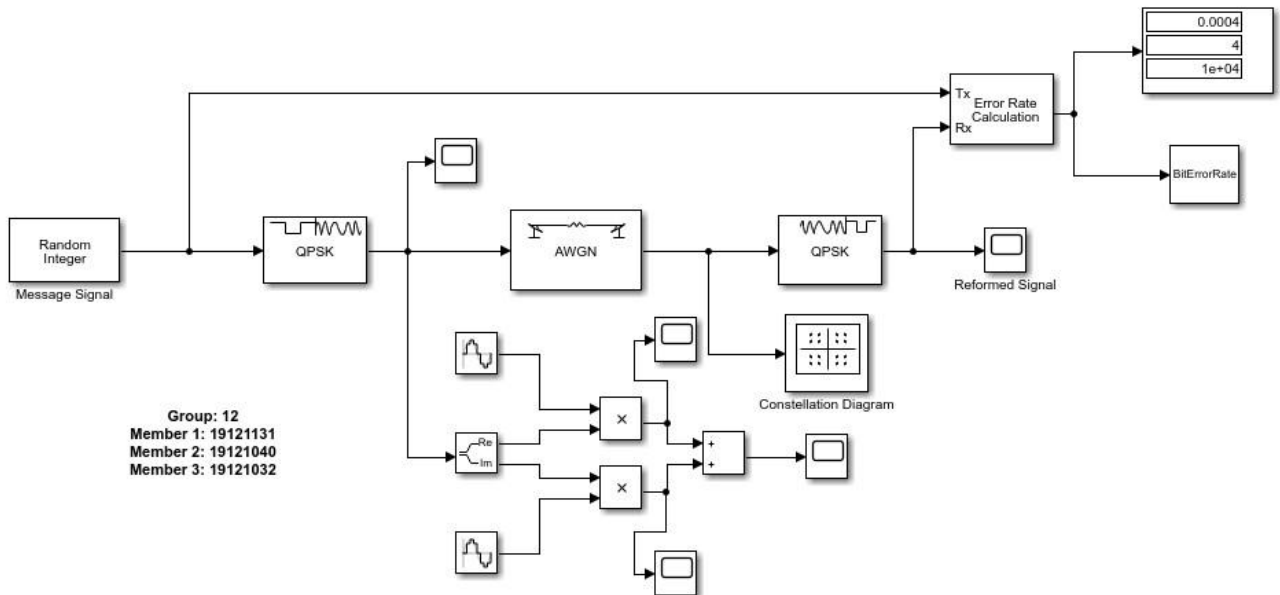 0.0004
4
1e+04
Tx
Error Rate
Calculation
Rx
BitErrorRate
Random
Integer
Message Signal
QPSK
AWGN
QPSK
Reformed Signal
Constellation Diagram
Group: 12
Member 1: 19121131
Member 2: 19121040
Member 3: 19121032
Re
Im
×
×
+
+